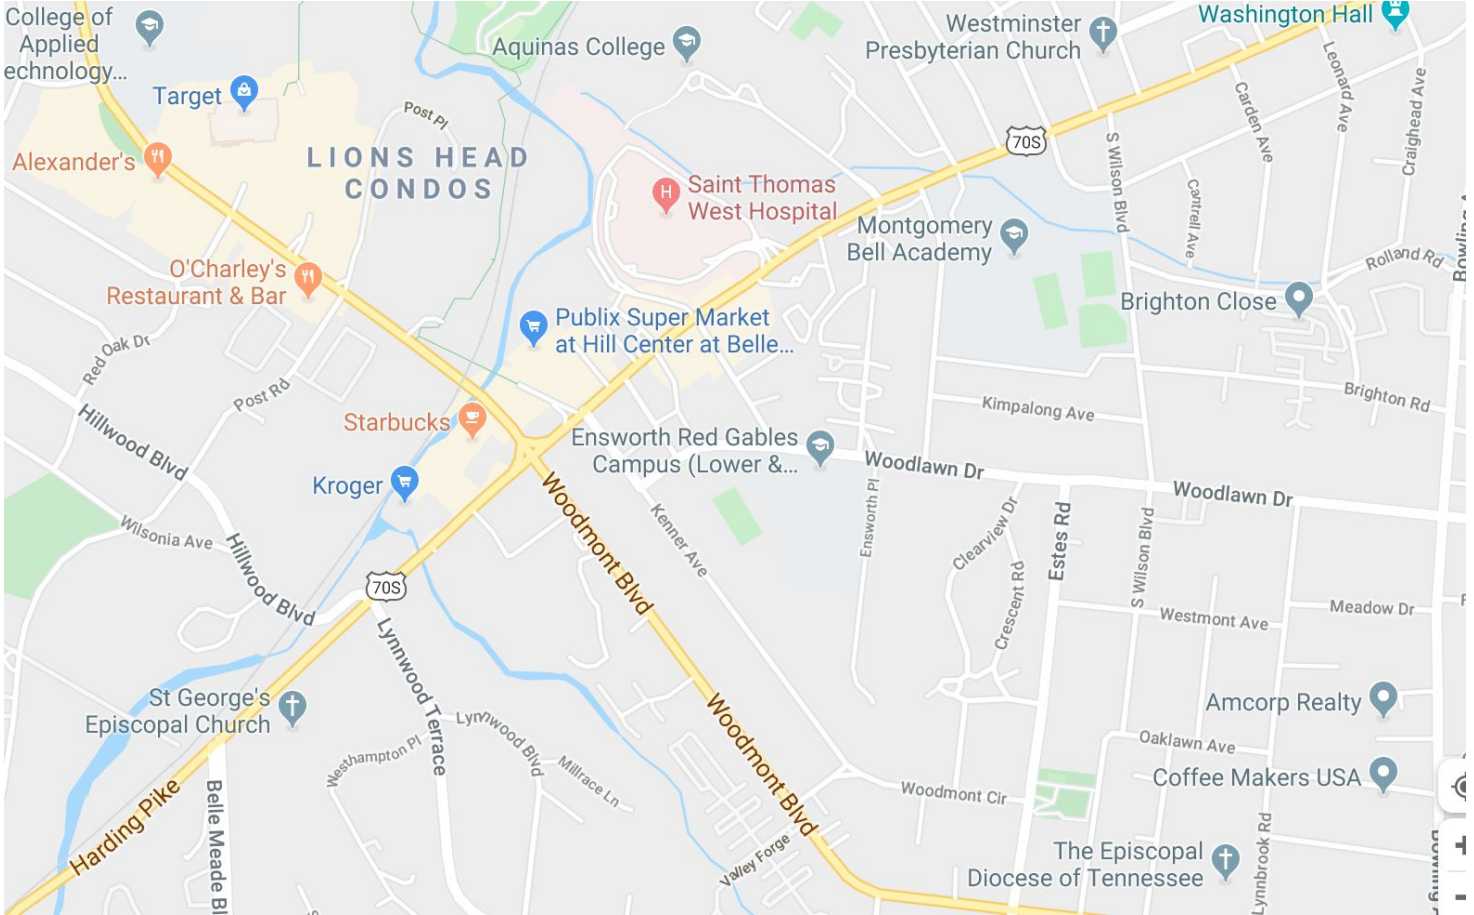 College of
Applied
echnology...
Target
Alexander's
Post Pl
LIONS HEAD
CONDOS
Aquinas College
Westminster
Presbyterian Church
Washington Hall
70S
Saint Thomas
West Hospital
Montgomery
Bell Academy
S Wilson Blvd
Carden Ave
Leonard Ave
Craighead Ave
Cantrell Ave
Rolland Rd
Brighton Close
O'Charley's
Restaurant & Bar
Publix Super Market
at Hill Center at Belle...
Red Oak Dr
Post Rd
Hillwood Blvd
Starbucks
Kroger
Kimpalong Ave
Brighton Rd
Ensworth Red Gables
Campus (Lower &...
Woodlawn Dr
Woodlawn Dr
Wilsonia Ave
Hillwood Blvd
70S
Woodmont Blvd
Kenner Ave
Ensworth Pl
Clearview Dr
Crescent Rd
Estes Rd
S Wilson Blvd
Westmont Ave
Meadow Dr
Lynnwood Terrace
St George's
Episcopal Church
Lynnwood Blvd
Westhampton Pl
Millrace Ln
Woodmont Blvd
Amcorp Realty
Oaklawn Ave
Coffee Makers USA
Woodmont Cir
Harding Pike
Belle Meade Bl
Valley Forge
The Episcopal
Diocese of Tennessee
Lynnbrook Rd
Bowling A
Bowling